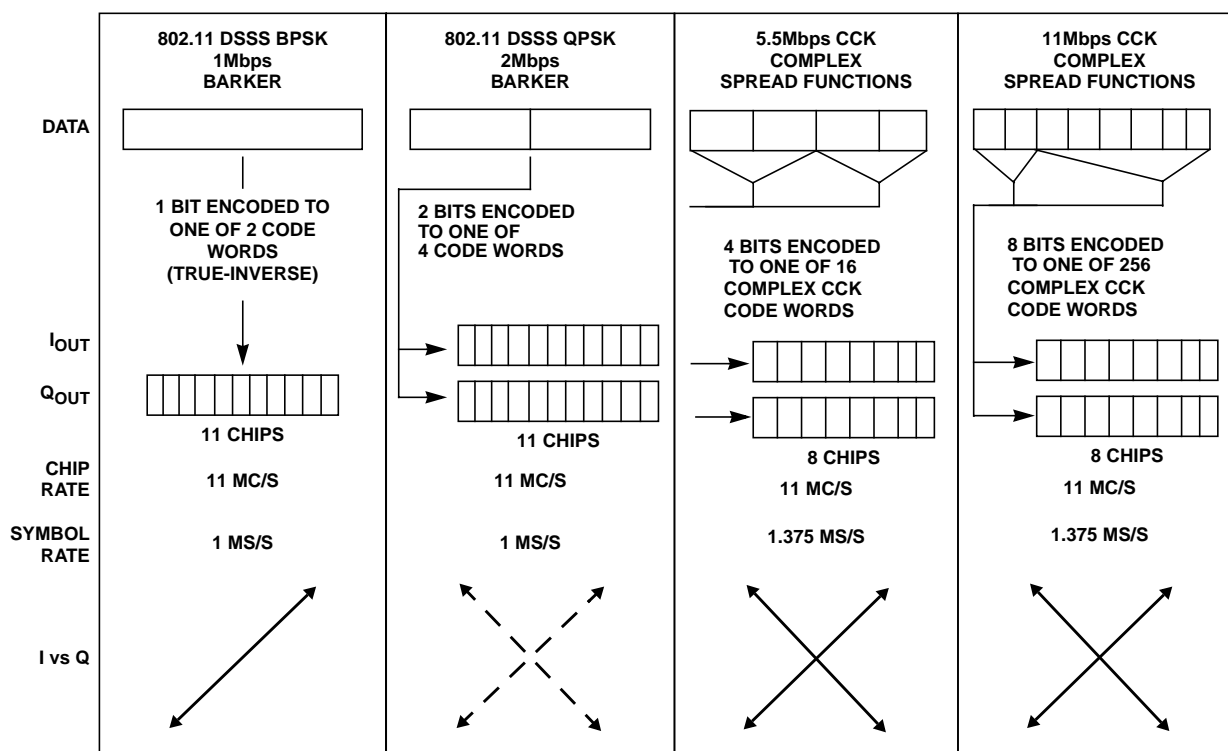 802.11 DSSS BPSK
1Mbps
BARKER
802.11 DSSS QPSK
2Mbps
BARKER
5.5Mbps CCK
COMPLEX
SPREAD FUNCTIONS
11Mbps CCK
COMPLEX
SPREAD FUNCTIONS
DATA
1 BIT ENCODED TO
ONE OF 2 CODE
WORDS
(TRUE-INVERSE)
2 BITS ENCODED
TO ONE OF
4 CODE WORDS
4 BITS ENCODED
TO ONE OF 16
COMPLEX CCK
CODE WORDS
8 BITS ENCODED
TO ONE OF 256
COMPLEX CCK
CODE WORDS
IOUT
QOUT
11 CHIPS
11 CHIPS
8 CHIPS
8 CHIPS
CHIP
RATE
11 MC/S
11 MC/S
11 MC/S
11 MC/S
SYMBOL
RATE
1 MS/S
1 MS/S
1.375 MS/S
1.375 MS/S
I vs Q